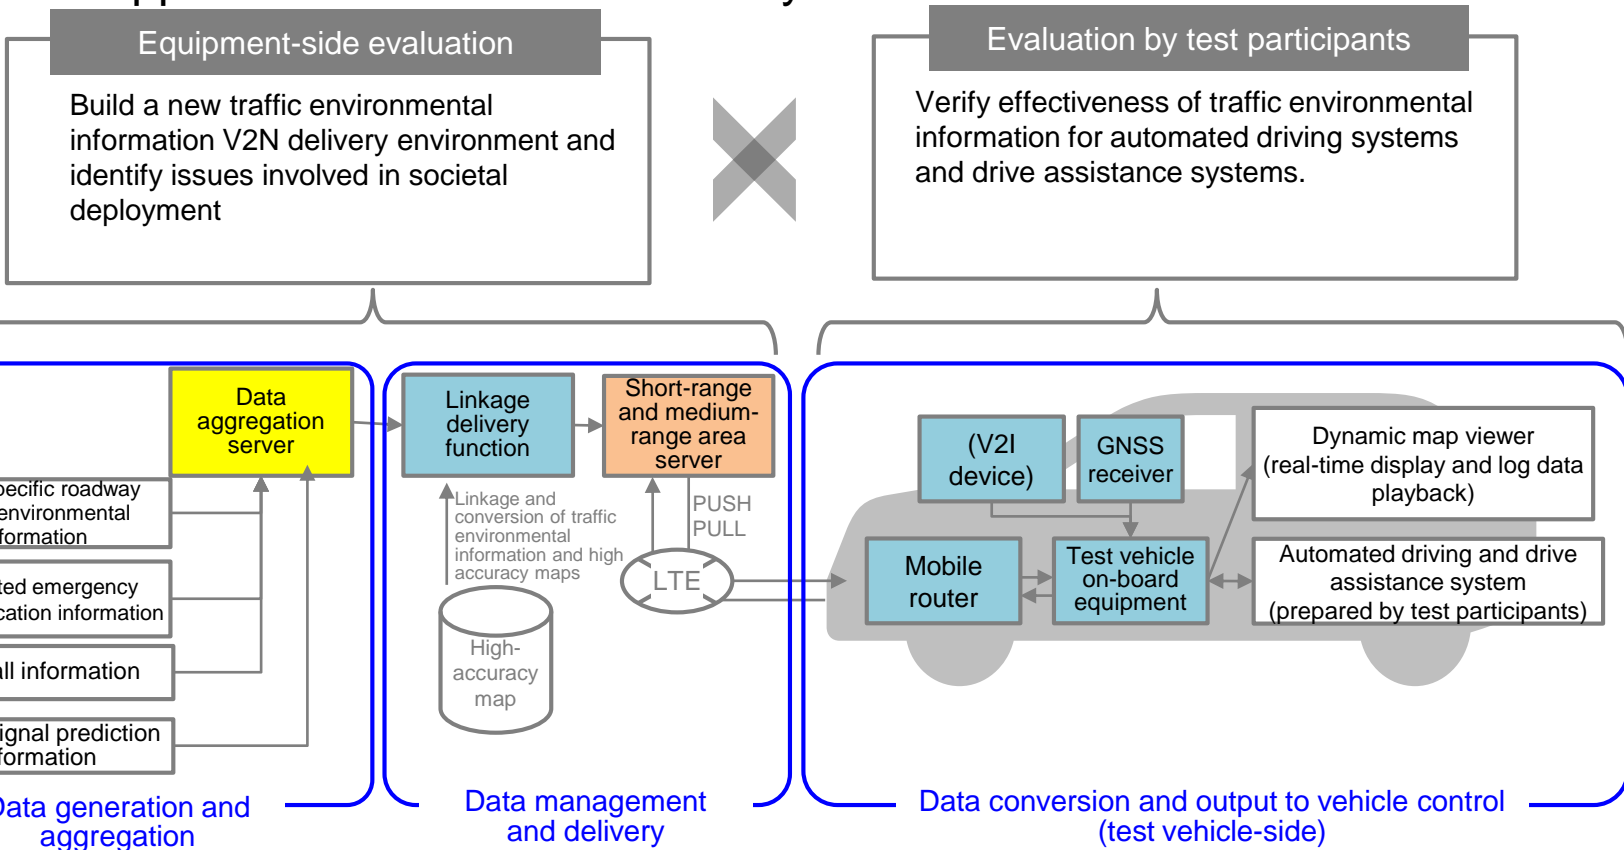 Equipment-side evaluation
Build a new traffic environmental
information V2N delivery environment and
identify issues involved in societal
deployment
Evaluation by test participants
Verify effectiveness of traffic environmental
information for automated driving systems
and drive assistance systems.
Data
aggregation
server
ecific roadway
environmental
formation
ted emergency
cation information
all information
ignal prediction
formation
Data generation and
aggregation
Linkage
delivery
function
Short-range
and medium-
range area
server
Linkage and
conversion of traffic
environmental
information and high
accuracy maps
PUSH
PULL
LTE
High-
accuracy
map
Data management
and delivery
(V2I
device)
GNSS
receiver
Mobile
router
Test vehicle
on-board
equipment
Dynamic map viewer
(real-time display and log data
playback)
Automated driving and drive
assistance system
(prepared by test participants)
Data conversion and output to vehicle control
(test vehicle-side)